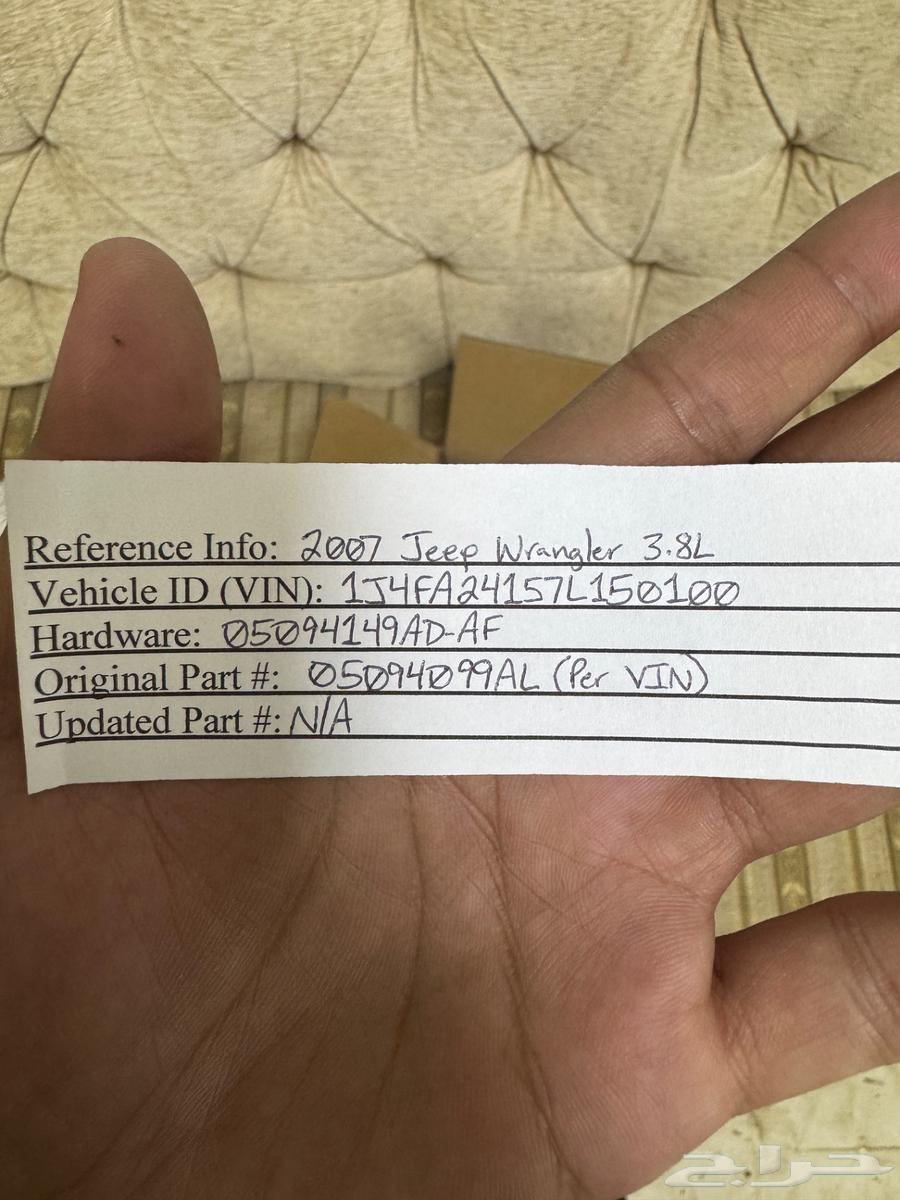 Reference Info: 2007 Jeep Wrangler 3.8L
Vehicle ID (VIN): 1J4FA24157L150100
Hardware: 05094149AD-AF
Original Part #: 05094099AL (Per VIN)
Updated Part #: N/A
حراج